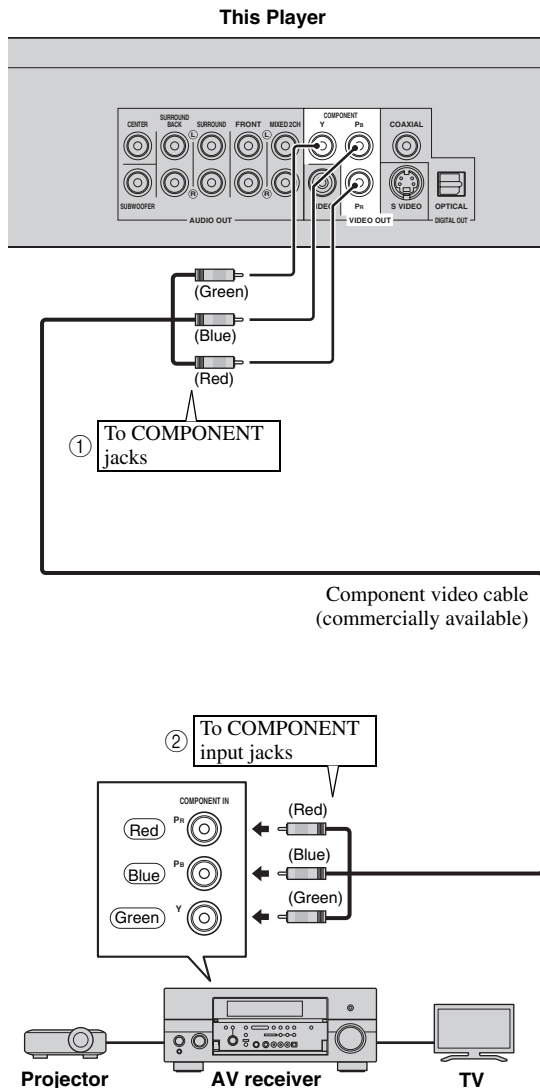 This Player
CENTER
SURROUND
BACK
SURROUND
FRONT
MIXED 2CH
COMPONENT
Y
PB
COAXIAL
L
L
R
R
SUBWOOFER
VIDEO
PR
S VIDEO
OPTICAL
AUDIO OUT
VIDEO OUT
DIGITAL OUT
(Green)
(Blue)
(Red)
① To COMPONENT
jacks
Component video cable
(commercially available)
② To COMPONENT
input jacks
COMPONENT IN
Red PR
Blue PB
Green Y
(Red)
(Blue)
(Green)
Projector
AV receiver
TV